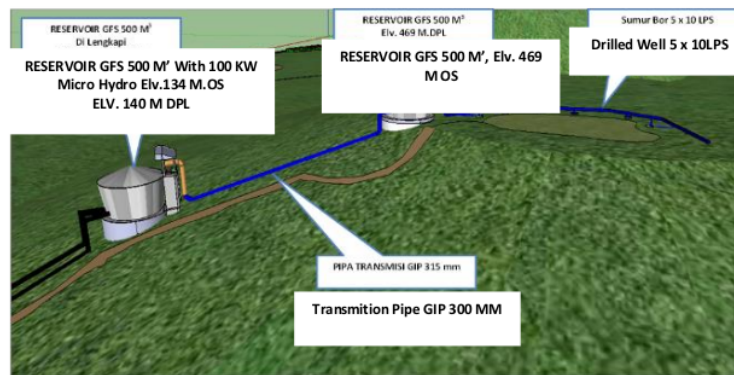 RESERVOIR GFS 500 M³
Di Lengkapi
RESERVOIR GFS 500 M’ With 100 KW
Micro Hydro Elv.134 M.OS
ELV. 140 M DPL
RESERVOIR GFS 500 M³
Elv. 469 M.DPL
RESERVOIR GFS 500 M’, Elv. 469
M OS
Sumur Bor 5 x 10 LPS
Drilled Well 5 x 10LPS
PIPA TRANSMISI GIP 315 mm
Transmition Pipe GIP 300 MM